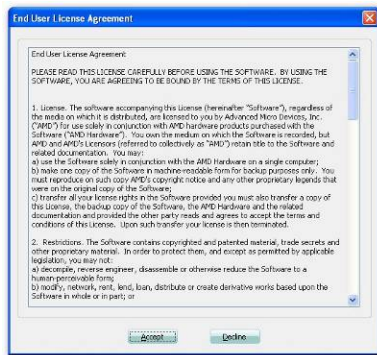 End User License Agreement
End User License Agreement
PLEASE READ THIS LICENSE CAREFULLY BEFORE USING THE SOFTWARE. BY USING THE
SOFTWARE, YOU ARE AGREEING TO BE BOUND BY THE TERMS OF THIS LICENSE.
1. License. The software accompanying this License (hereinafter "Software"), regardless of
the media on which it is distributed, are licensed to you by Advanced Micro Devices, Inc.
("AMD") for use solely in conjunction with AMD hardware products purchased with the
Software ("AMD Hardware"). You own the medium on which the Software is recorded, but
AMD and AMD's Licensors (referred to collectively as "AMD") retain title to the Software and
related documentation. You may:
a) use the Software solely in conjunction with the AMD Hardware on a single computer;
b) make one copy of the Software in machine-readable form for backup purposes only. You
must reproduce on such copy AMD's copyright notice and any other proprietary legends that
were on the original copy of the Software;
c) transfer all your license rights in the Software provided you must also transfer a copy of
this License, the backup copy of the Software, the AMD Hardware and the related
documentation and provided the other party reads and agrees to accept the terms and
conditions of this License. Upon such transfer your license is then terminated.
2. Restrictions. The Software contains copyrighted and patented material, trade secrets and
other proprietary material. In order to protect them, and except as permitted by applicable
legislation, you may not:
a) decompile, reverse engineer, disassemble or otherwise reduce the Software to a
human-perceivable form;
b) modify, network, rent, lend, loan, distribute or create derivative works based upon the
Software in whole or in part; or
Accept
Decline